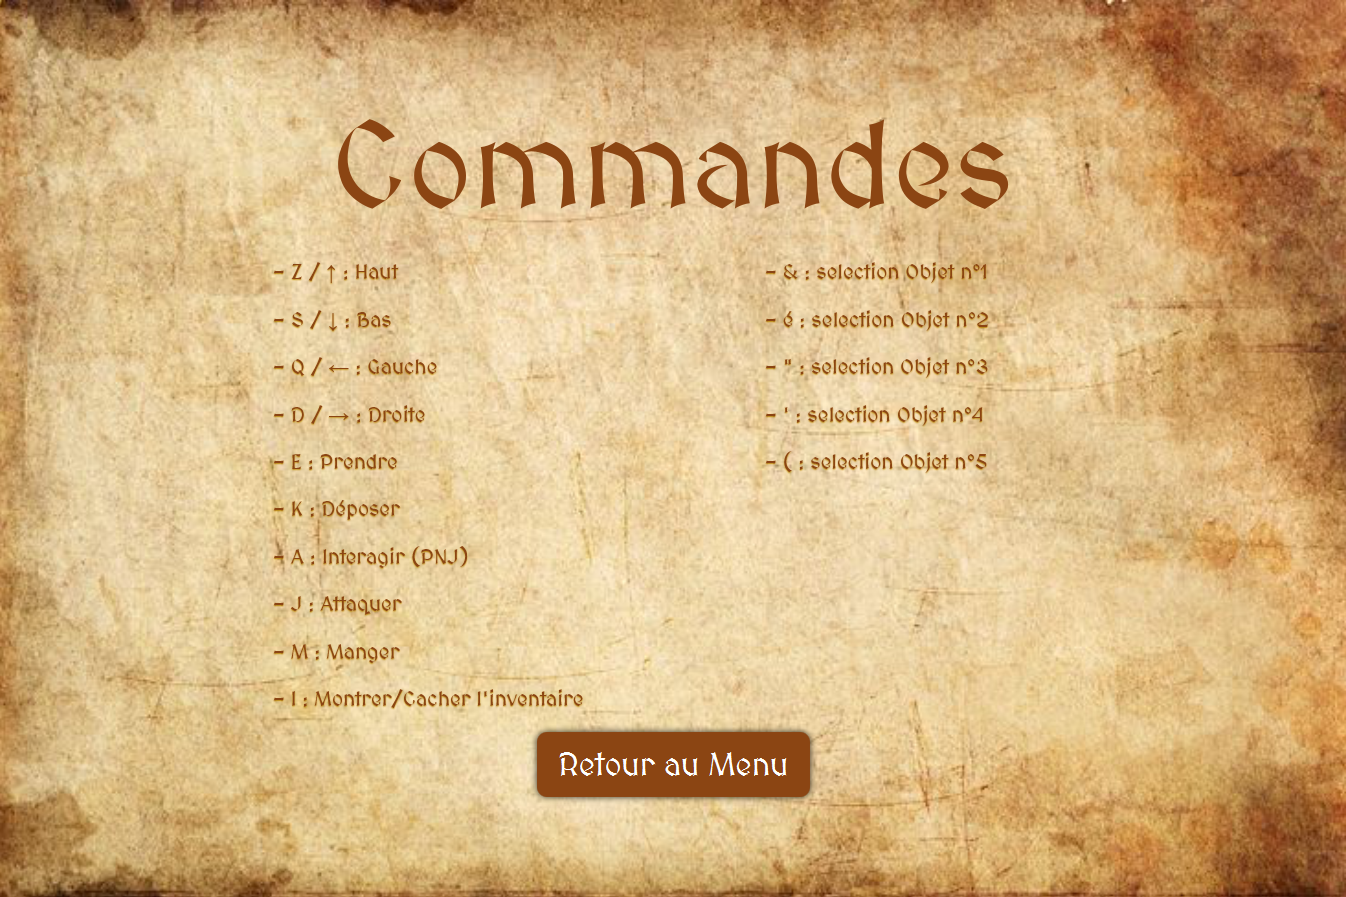 Commandes
- Z / ↑ : Haut
- S / ↓ : Bas
- Q / ← : Gauche
- D / → : Droite
- E : Prendre
- K : Déposer
- A : Interagir (PNJ)
- J : Attaquer
- M : Manger
- I : Montrer/Cacher l'inventaire
- & : selection Objet n°1
- é : selection Objet n°2
- " : selection Objet n°3
- ' : selection Objet n°4
- ( : selection Objet n°5
Retour au Menu